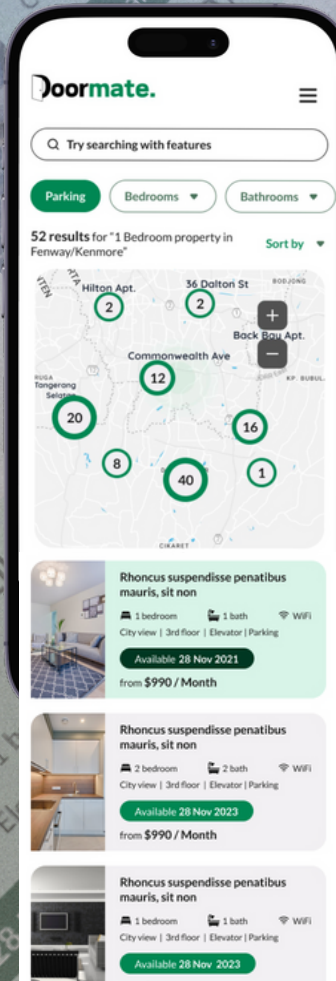 Doormate.
Try searching with features
Parking
Bedrooms
Bathrooms
52 results for "1 Bedroom property in
Fenway/Kenmore"
Sort by
Hilton Apt.
2
36 Dalton St
2
BODJONG
+
Back Bay Apt.
−
Commonwealth Ave
12
Tangerang
Selatan
20
16
8
40
1
CIKARET
Rhoncus suspendisse penatibus
mauris, sit non
1 bedroom 1 bath WiFi
City view | 3rd floor | Elevator | Parking
Available 28 Nov 2021
from $990 / Month
Rhoncus suspendisse penatibus
mauris, sit non
2 bedroom 2 bath WiFi
City view | 3rd floor | Elevator | Parking
Available 28 Nov 2023
from $990 / Month
Rhoncus suspendisse penatibus
mauris, sit non
1 bedroom 1 bath WiFi
City view | 3rd floor | Elevator | Parking
Available 28 Nov 2023